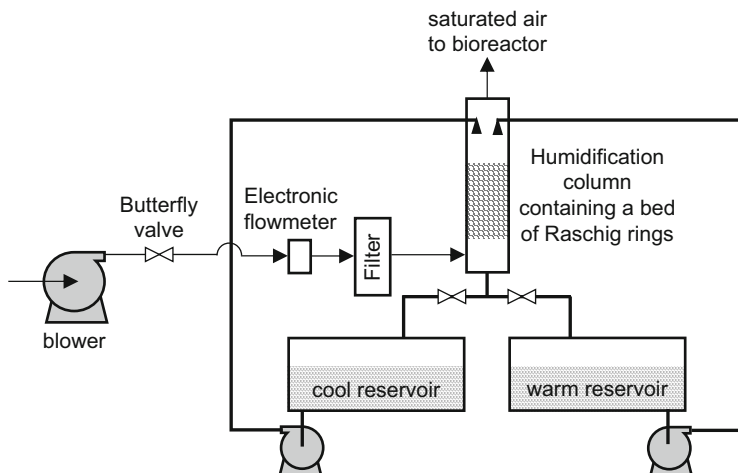 saturated air
to bioreactor
Humidification
column
containing a bed
of Raschig rings
Electronic
flowmeter
Butterfly
valve
Filter
blower
cool reservoir
warm reservoir